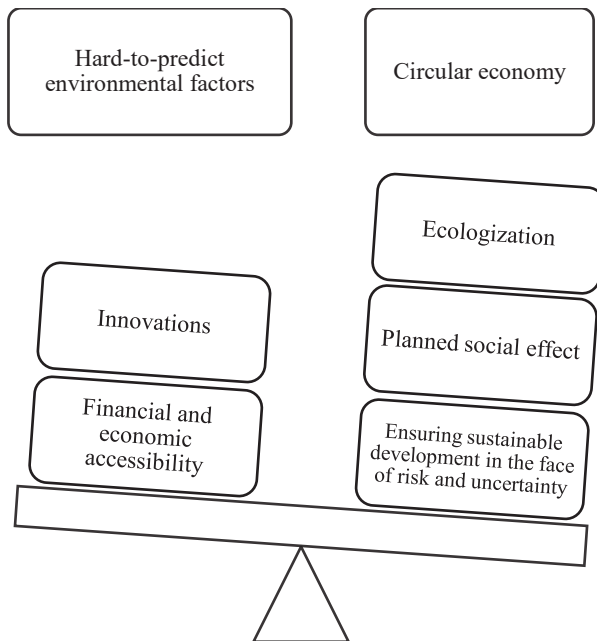 Hard-to-predict
environmental factors
Circular economy
Ecologization
Innovations
Planned social effect
Financial and
economic
accessibility
Ensuring sustainable
development in the face
of risk and uncertainty